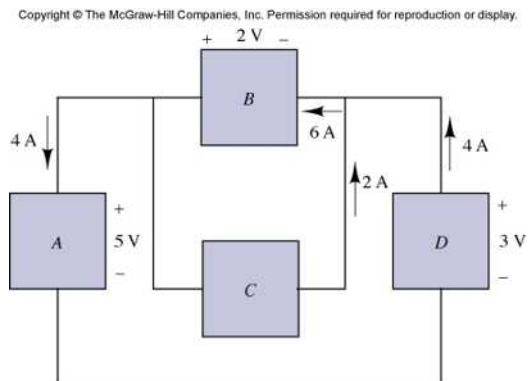 Copyright © The McGraw-Hill Companies, Inc. Permission required for reproduction or display.
+ 2 V −
B
4 A
6 A
4 A
2 A
+
A
5 V
−
+
D
3 V
−
C